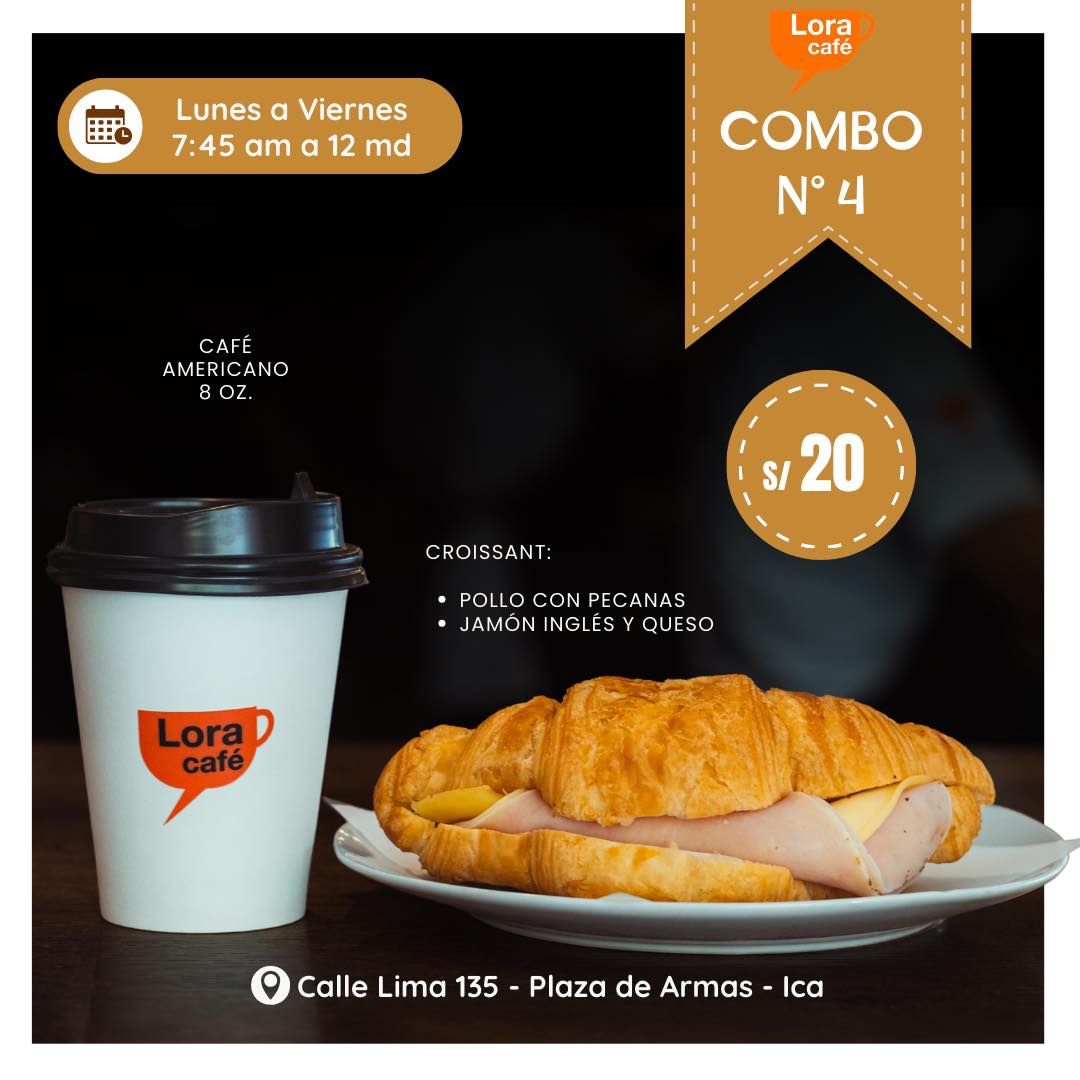 Lora
café
COMBO
N° 4
Lunes a Viernes
7:45 am a 12 md
CAFÉ
AMERICANO
8 OZ.
S/ 20
CROISSANT:
• POLLO CON PECANAS
• JAMÓN INGLÉS Y QUESO
Lora
café
Calle Lima 135 - Plaza de Armas - Ica